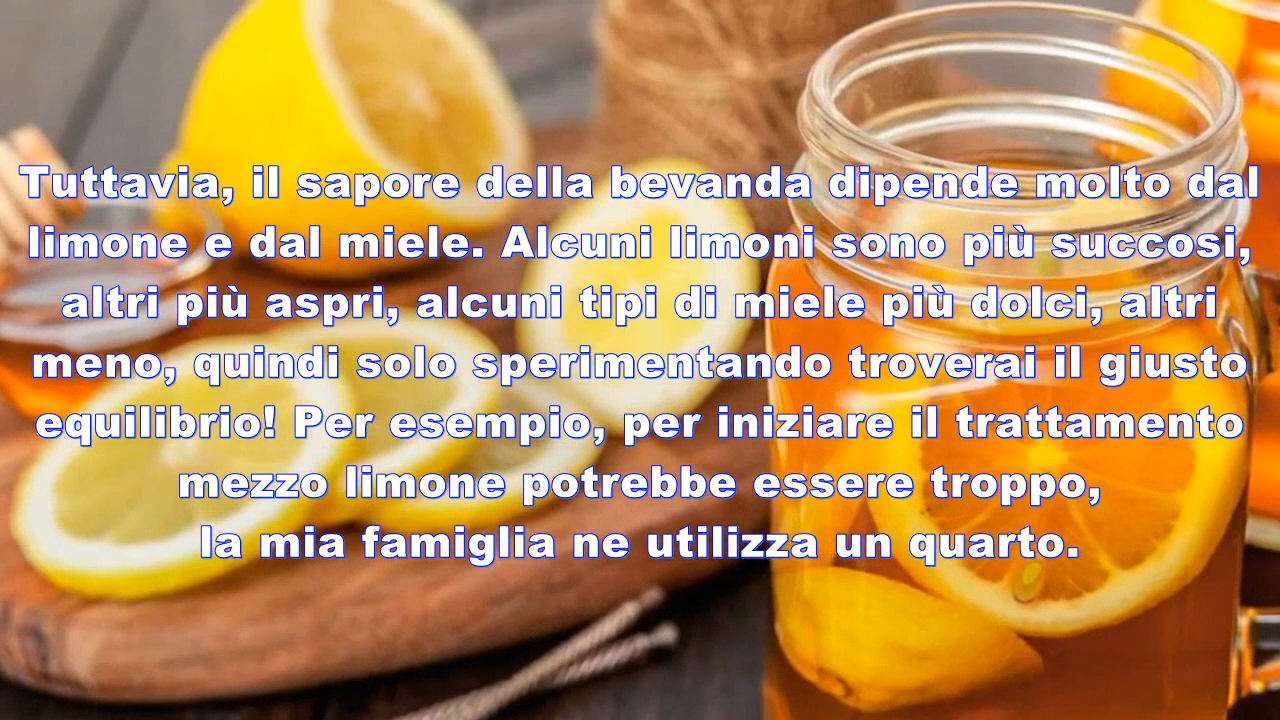 Tuttavia, il sapore della bevanda dipende molto dal
limone e dal miele. Alcuni limoni sono più succosi,
altri più aspri, alcuni tipi di miele più dolci, altri
meno, quindi solo sperimentando troverai il giusto
equilibrio! Per esempio, per iniziare il trattamento
mezzo limone potrebbe essere troppo,
la mia famiglia ne utilizza un quarto.